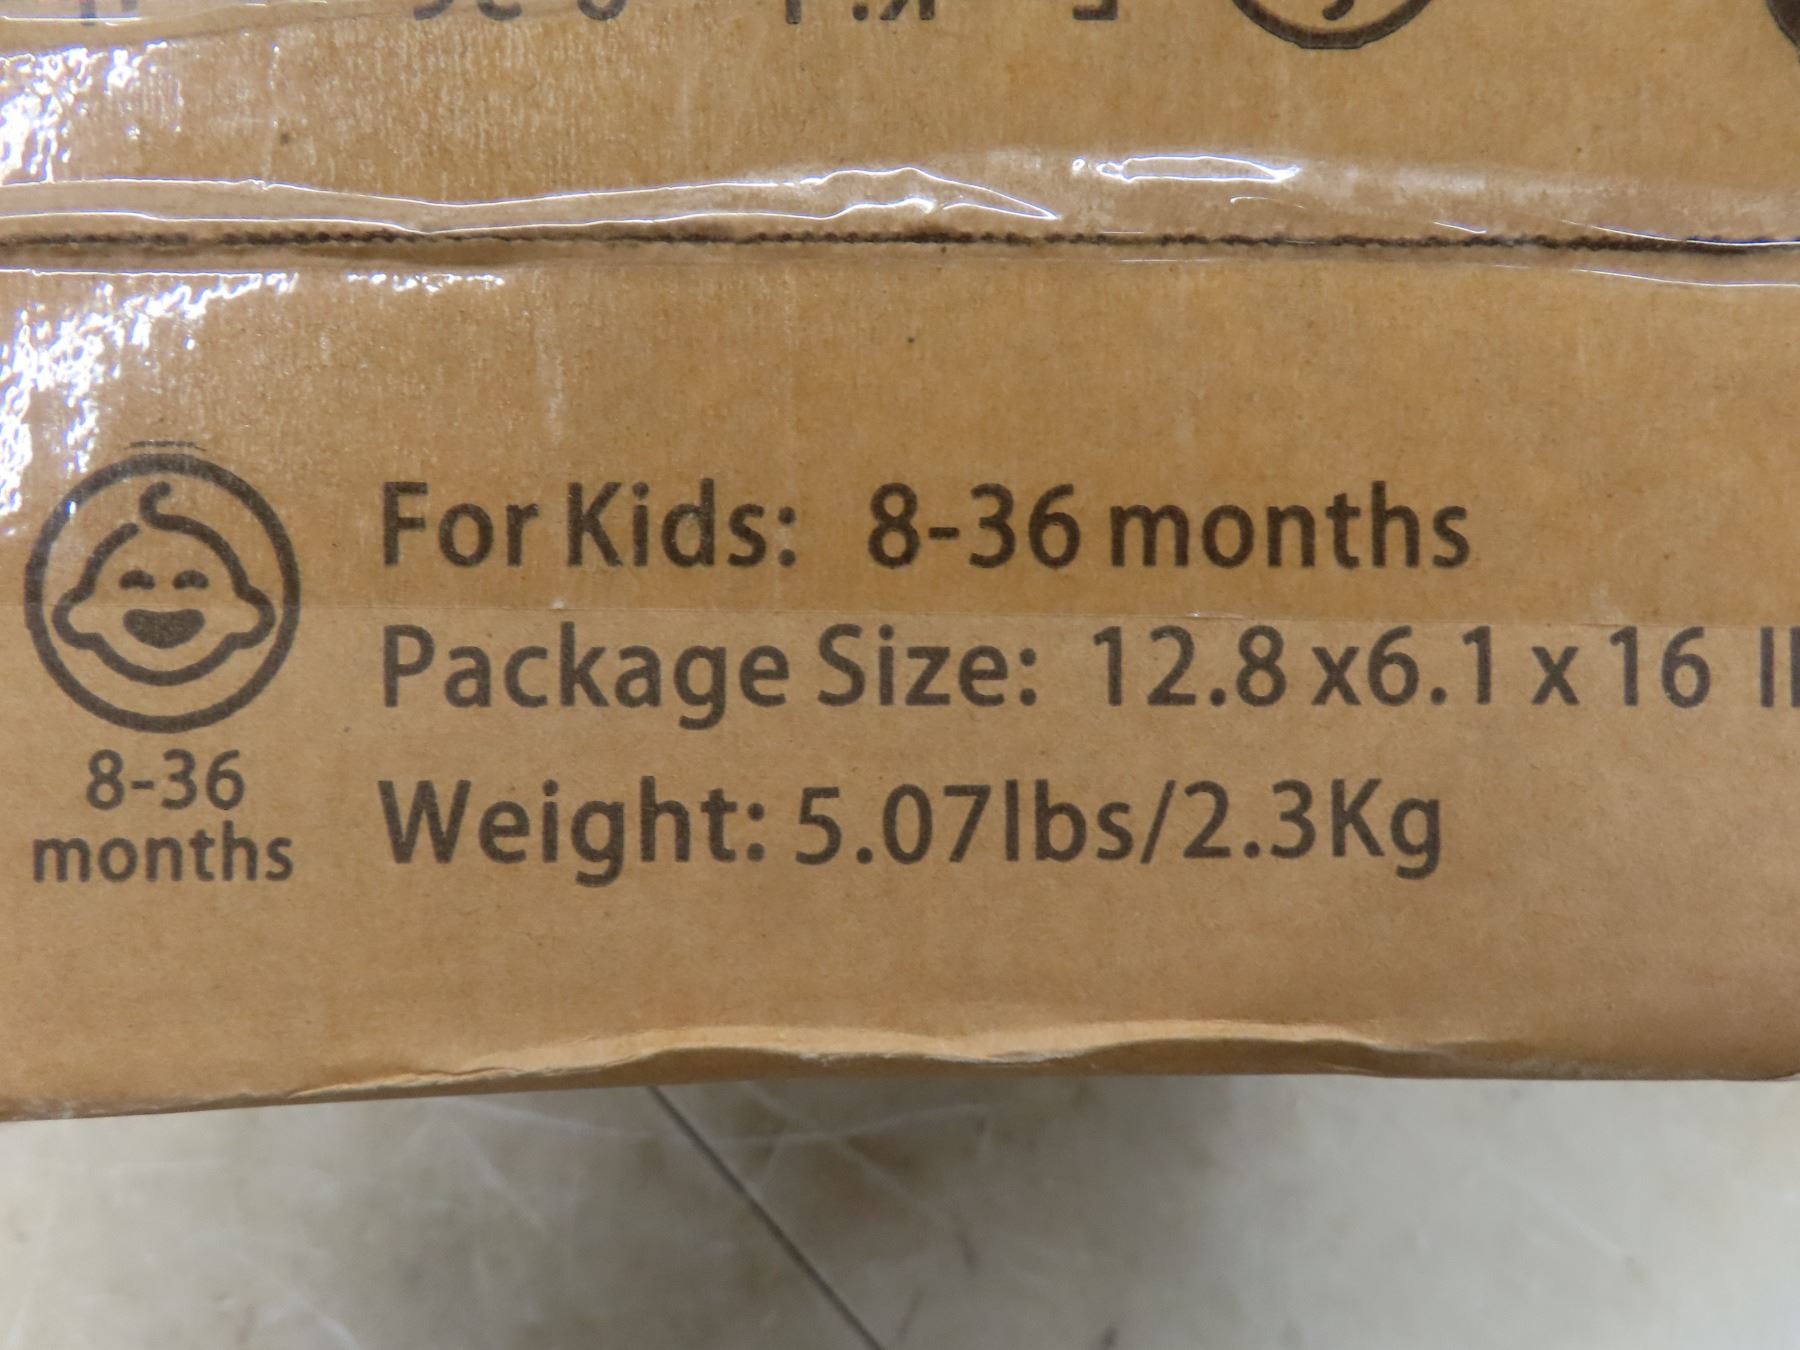 For Kids: 8-36 months
Package Size: 12.8 x6.1 x 16
Weight: 5.07lbs/2.3Kg
8-36
months